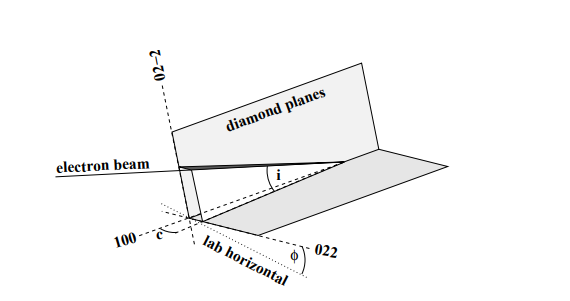 02−2
diamond planes
electron beam
i
100
c
lab horizontal
ϕ
022